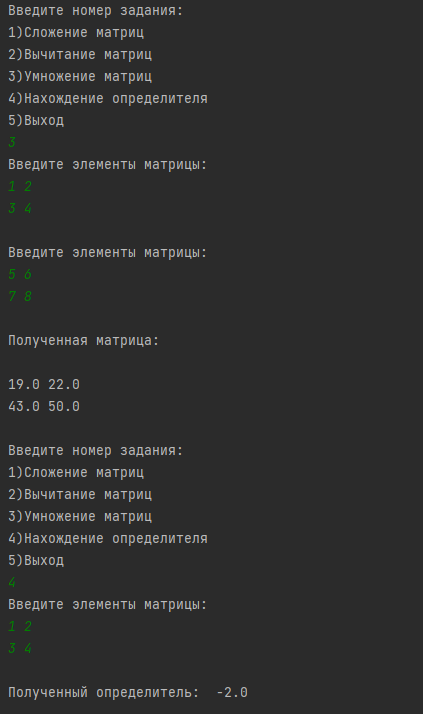 Введите номер задания:
1)Сложение матриц
2)Вычитание матриц
3)Умножение матриц
4)Нахождение определителя
5)Выход
3
Введите элементы матрицы:
1 2
3 4
Введите элементы матрицы:
5 6
7 8
Полученная матрица:
19.0 22.0
43.0 50.0
Введите номер задания:
1)Сложение матриц
2)Вычитание матриц
3)Умножение матриц
4)Нахождение определителя
5)Выход
4
Введите элементы матрицы:
1 2
3 4
Полученный определитель:  -2.0